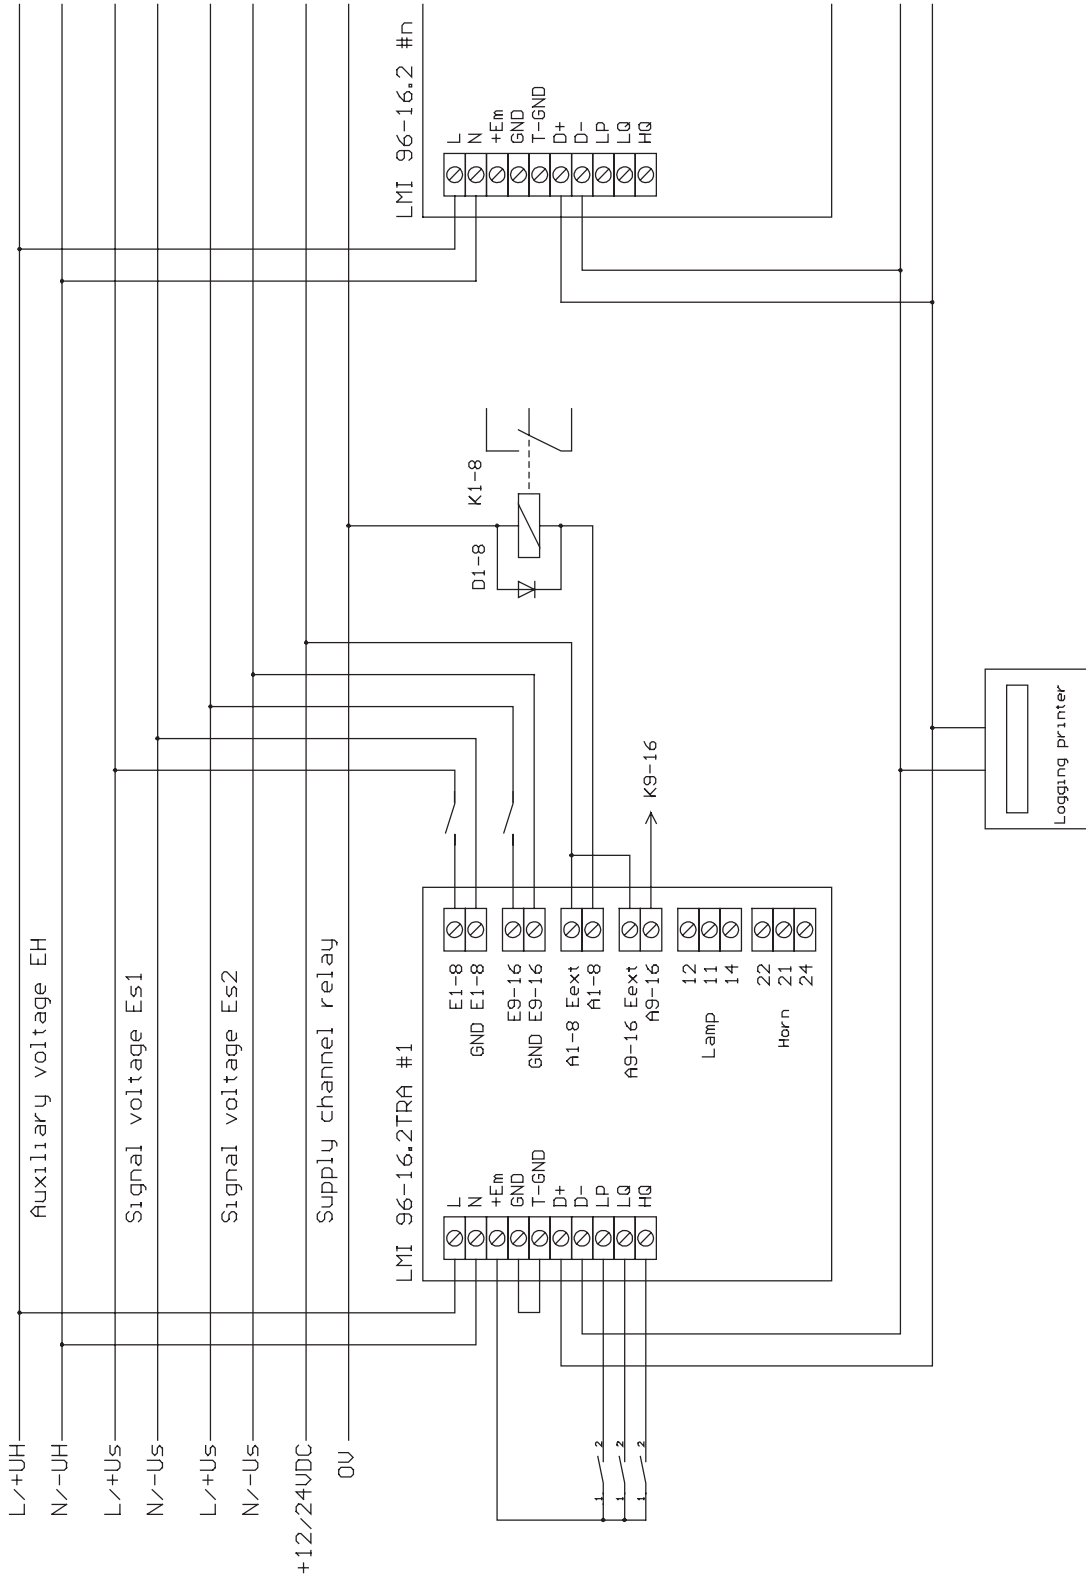 L/+UH
N/-UH
L/+Us
N/-Us
L/+Us
N/-Us
+12/24VDC
0V
Auxiliary voltage EH
Signal voltage Es1
Signal voltage Es2
Supply channel relay
LMI 96-16.2TRA #1
L
N
+Em
GND
T-GND
D+
D-
LP
LQ
HQ
1 2
1 2
1 2
E1-8
GND E1-8
E9-16
GND E9-16
A1-8 Eext
A1-8
A9-16 Eext
A9-16
12
11
14
Lamp
22
21
24
Horn
K9-16
D1-8
K1-8
LMI 96-16.2 #n
L
N
+Em
GND
T-GND
D+
D-
LP
LQ
HQ
Logging printer